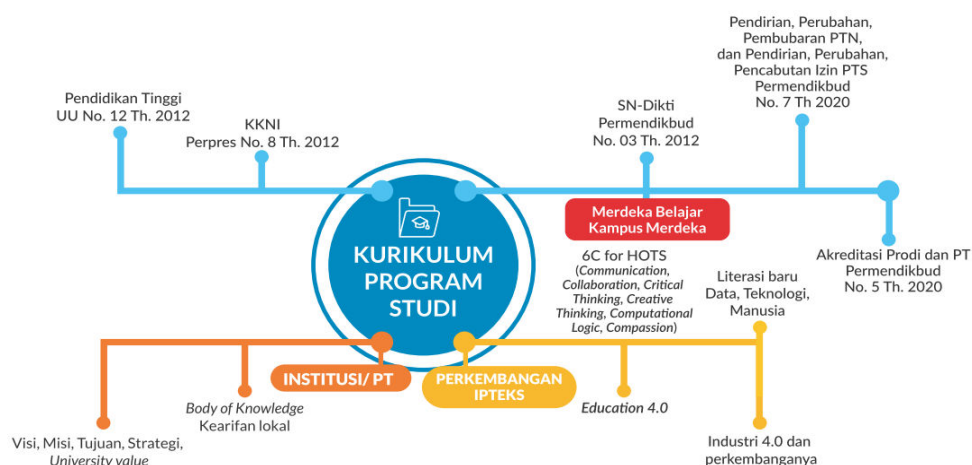 Pendidikan Tinggi
UU No. 12 Th. 2012
KKNI
Perpres No. 8 Th. 2012
SN-Dikti
Permendikbud
No. 03 Th. 2012
Pendirian, Perubahan,
Pembubaran PTN,
dan Pendirian, Perubahan,
Pencabutan Izin PTS
Permendikbud
No. 7 Th 2020
Merdeka Belajar
Kampus Merdeka
Akreditasi Prodi dan PT
Permendikbud
No. 5 Th. 2020
KURIKULUM
PROGRAM
STUDI
6C for HOTS
(Communication,
Collaboration, Critical
Thinking, Creative
Thinking, Computational
Logic, Compassion)
Literasi baru
Data, Teknologi,
Manusia
INSTITUSI/ PT
PERKEMBANGAN
IPTEKS
Visi, Misi, Tujuan, Strategi,
University value
Body of Knowledge
Kearifan lokal
Education 4.0
Industri 4.0 dan
perkembanganya